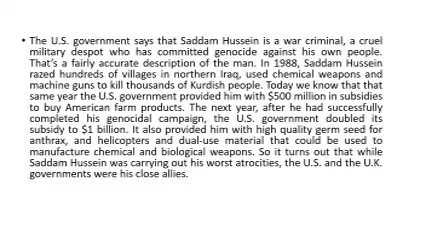 • The U.S. government says that Saddam Hussein is a war criminal, a cruel
military despot who has committed genocide against his own people.
That's a fairly accurate description of the man. In 1988, Saddam Hussein
razed hundreds of villages in northern Iraq, used chemical weapons and
machine guns to kill thousands of Kurdish people. Today we know that that
same year the U.S. government provided him with $500 million in subsidies
to buy American farm products. The next year, after he had successfully
completed his genocidal campaign, the U.S. government doubled its
subsidy to $1 billion. It also provided him with high quality germ seed for
anthrax, and helicopters and dual-use material that could be used to
manufacture chemical and biological weapons. So it turns out that while
Saddam Hussein was carrying out his worst atrocities, the U.S. and the U.K.
governments were his close allies.